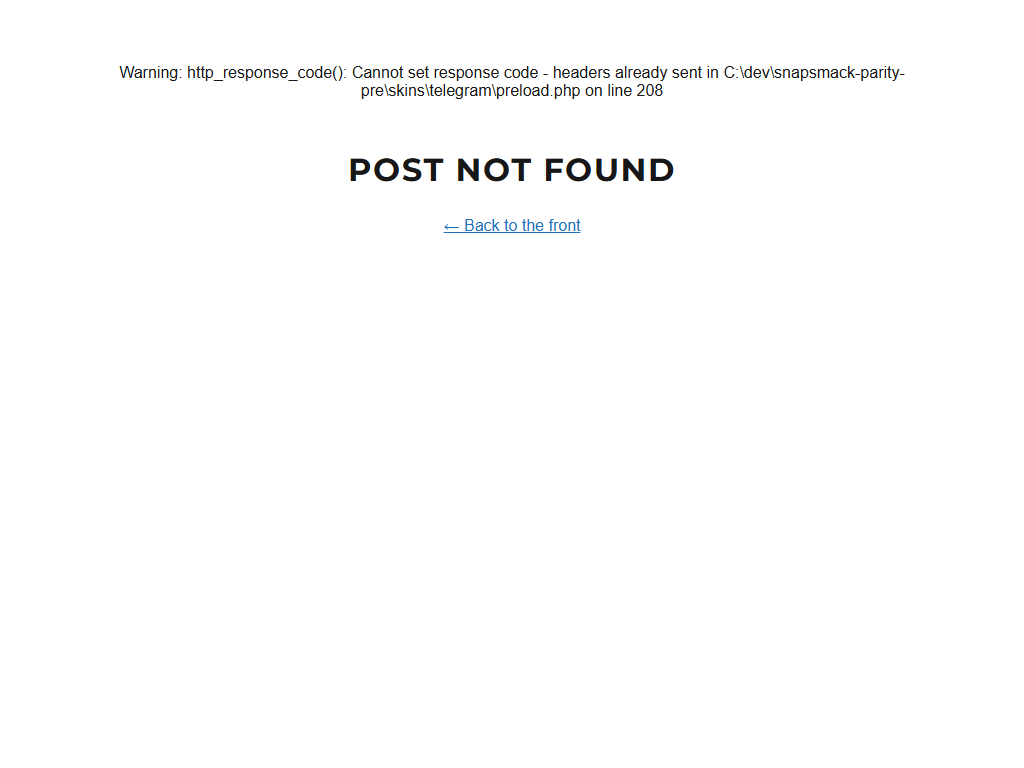 Warning: http_response_code(): Cannot set response code - headers already sent in C:\dev\snapsmack-parity-
pre\skins\telegram\preload.php on line 208
POST NOT FOUND
← Back to the front